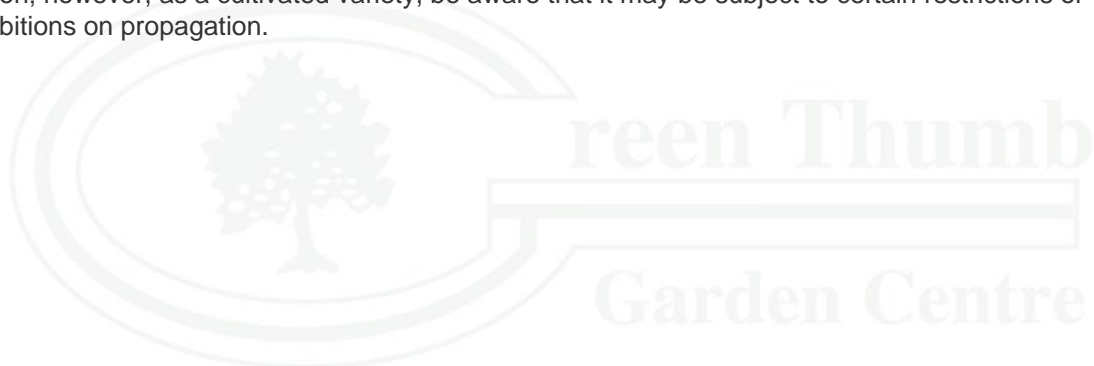 however, as a cultivated variety, be aware that it may be subject to certain restrictions or
bitions on propagation.
reen Thumb
Garden Centre